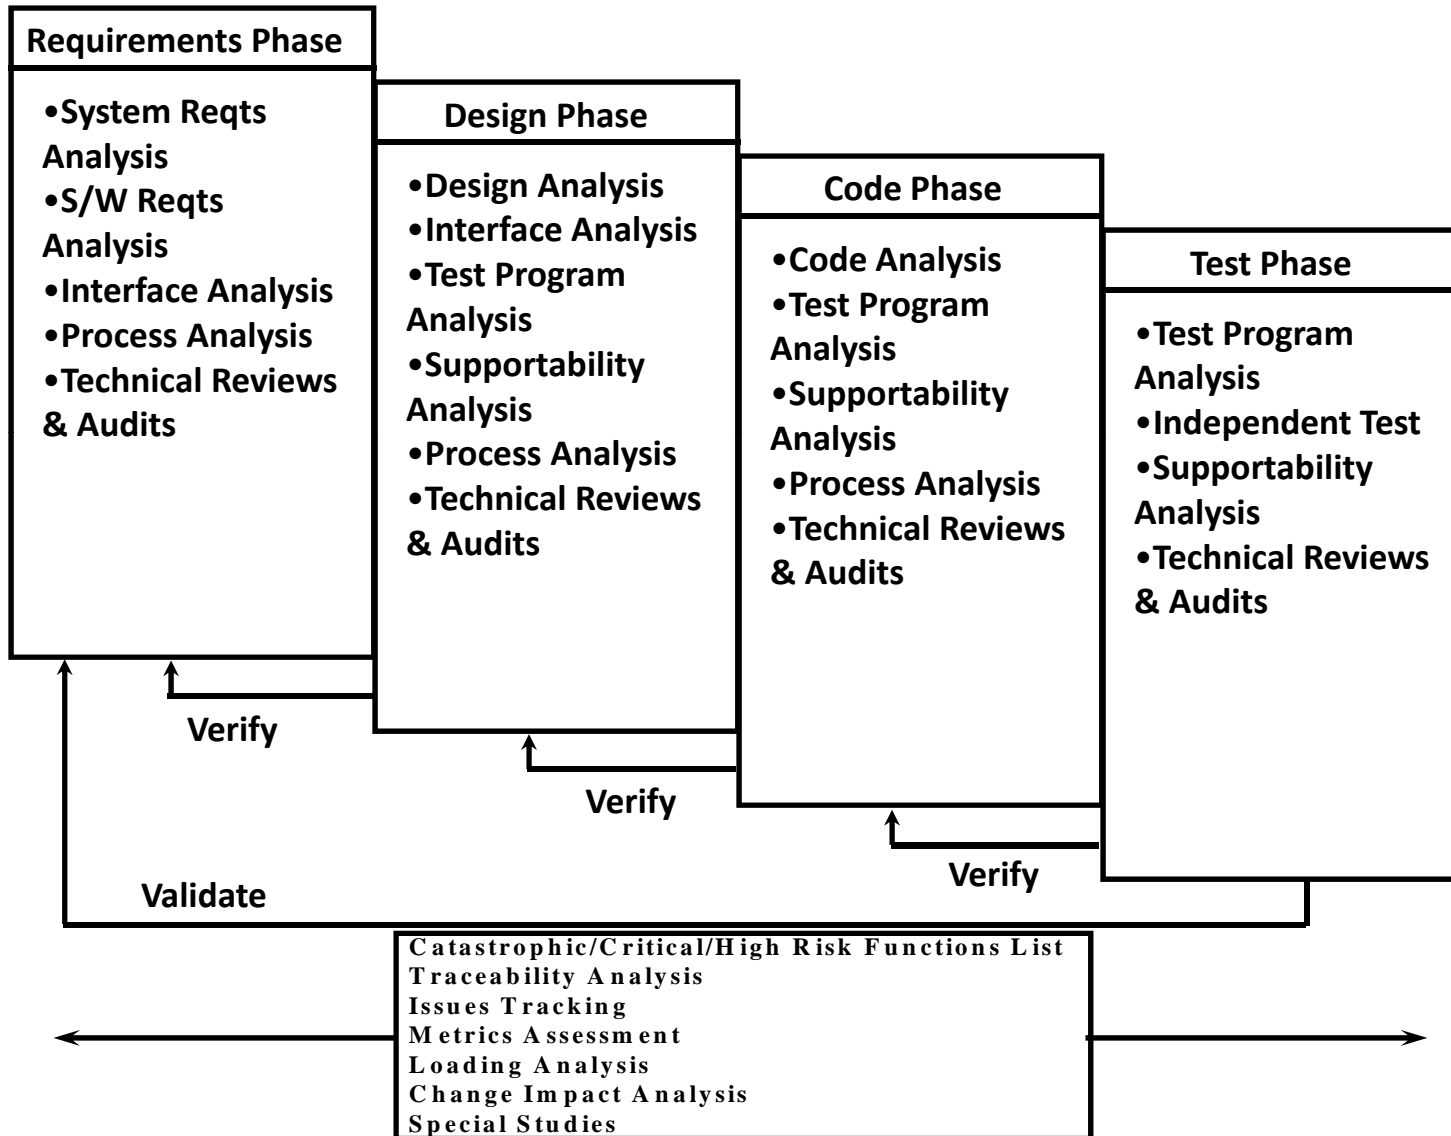 Requirements Phase
•System Reqts
Analysis
•S/W Reqts
Analysis
•Interface Analysis
•Process Analysis
•Technical Reviews
& Audits
Design Phase
•Design Analysis
•Interface Analysis
•Test Program
Analysis
•Supportability
Analysis
•Process Analysis
•Technical Reviews
& Audits
Code Phase
•Code Analysis
•Test Program
Analysis
•Supportability
Analysis
•Process Analysis
•Technical Reviews
& Audits
Test Phase
•Test Program
Analysis
•Independent Test
•Supportability
Analysis
•Technical Reviews
& Audits
Verify
Verify
Verify
Validate
Catastrophic/Critical/High Risk Functions List
Traceability Analysis
Issues Tracking
Metrics Assessment
Loading Analysis
Change Impact Analysis
Special Studies